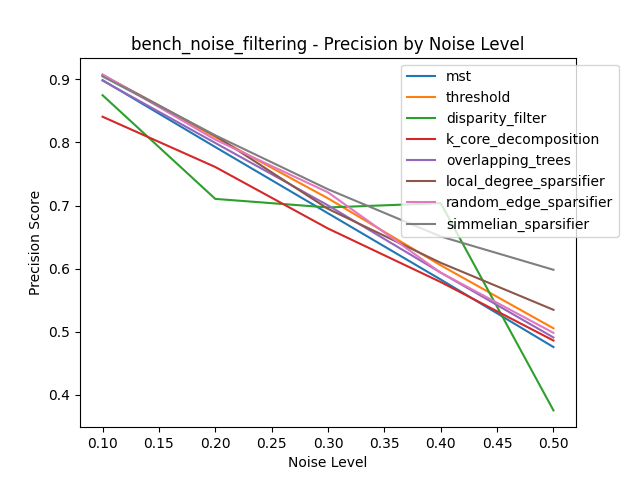 bench_noise_filtering - Precision by Noise Level
mst
threshold
disparity_filter
k_core_decomposition
overlapping_trees
local_degree_sparsifier
random_edge_sparsifier
simmelian_sparsifier
Precision Score
0.9
0.8
0.7
0.6
0.5
0.4
0.10 0.15 0.20 0.25 0.30 0.35 0.40 0.45 0.50
Noise Level